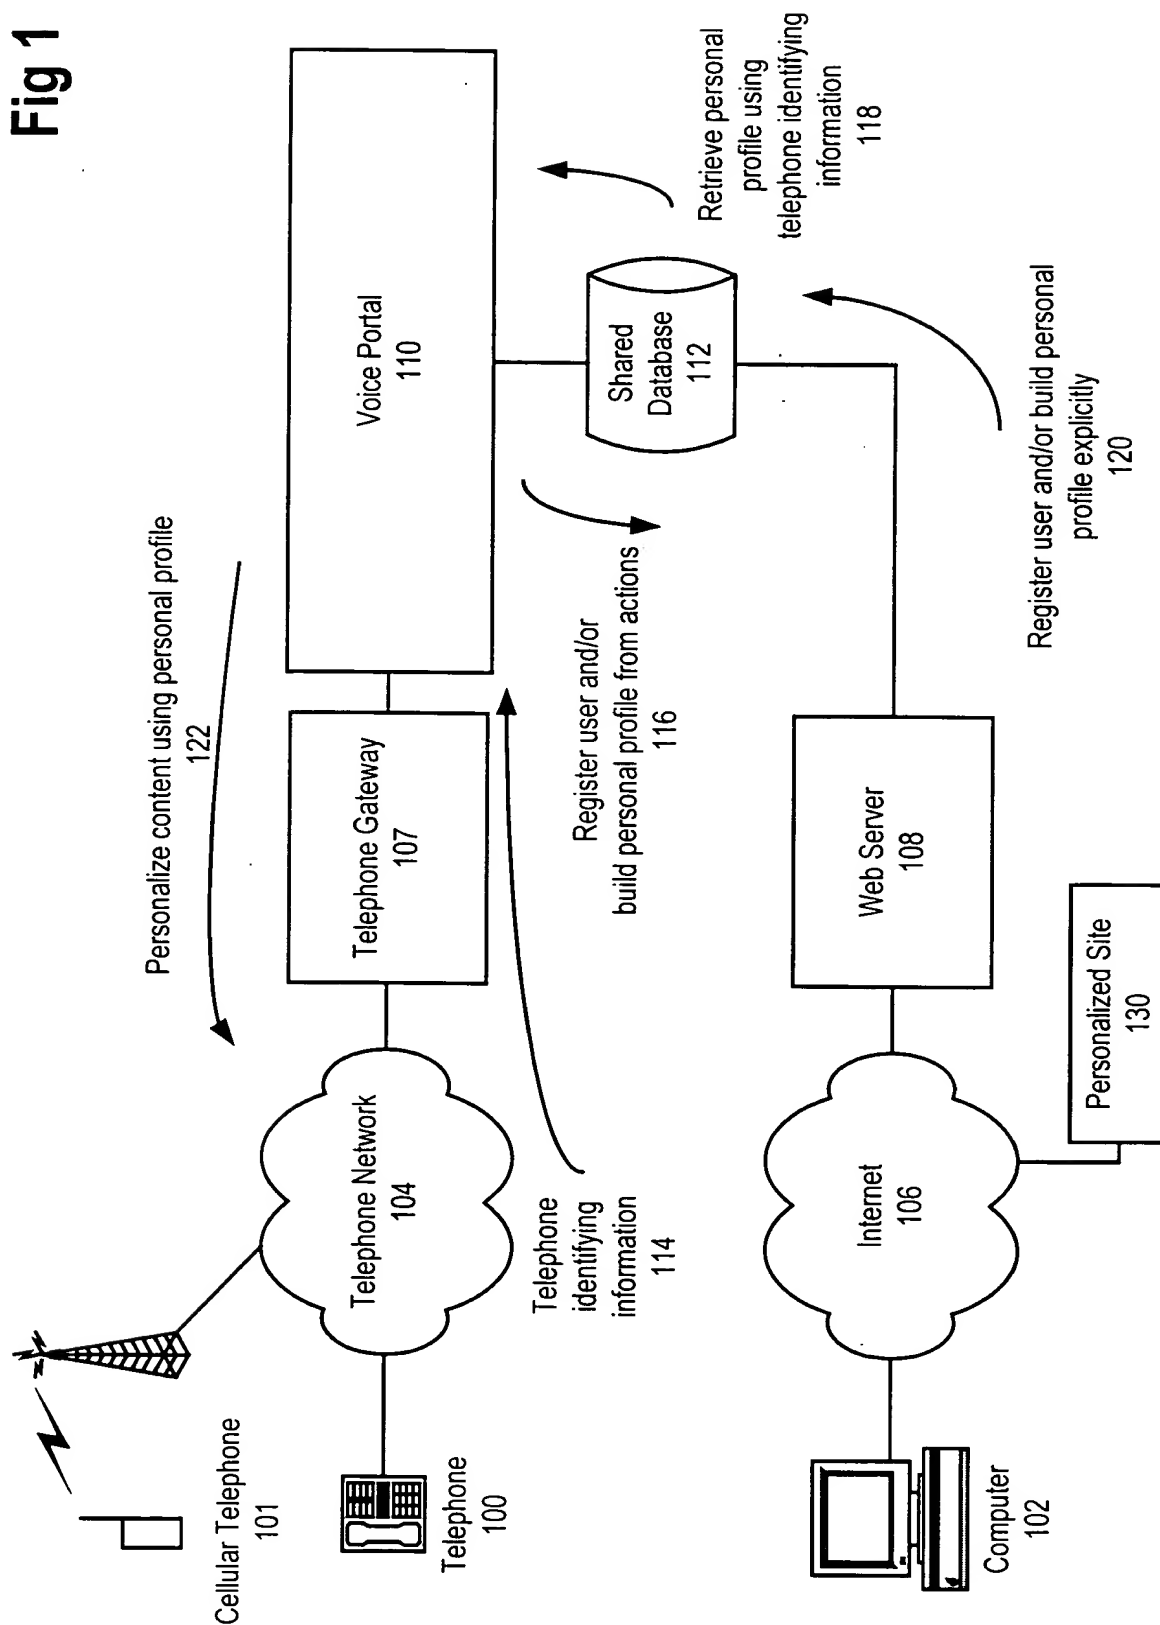 Fig 1
Personalize content using personal profile
122
Cellular Telephone
101
Telephone
100
Telephone Network
104
Telephone Gateway
107
Voice Portal
110
Telephone
identifying
information
114
Register user and/or
build personal profile from actions
116
Shared
Database
112
Retrieve personal
profile using
telephone identifying
information
118
Computer
102
Internet
106
Web Server
108
Register user and/or build personal
profile explicitly
120
Personalized Site
130